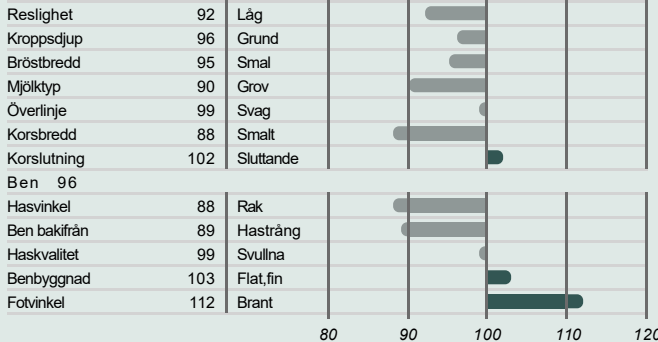 Reslighet 92 Låg
Kroppsdjup 96 Grund
Bröstbredd 95 Smal
Mjölktyp 90 Grov
Överlinje 99 Svag
Korsbredd 88 Smalt
Korslutning 102 Sluttande
Ben 96
Hasvinkel 88 Rak
Ben bakifrån 89 Hastrång
Haskvalitet 99 Svullna
Benbyggnad 103 Flat,fin
Fotvinkel 112 Brant
80 90 100 110 120